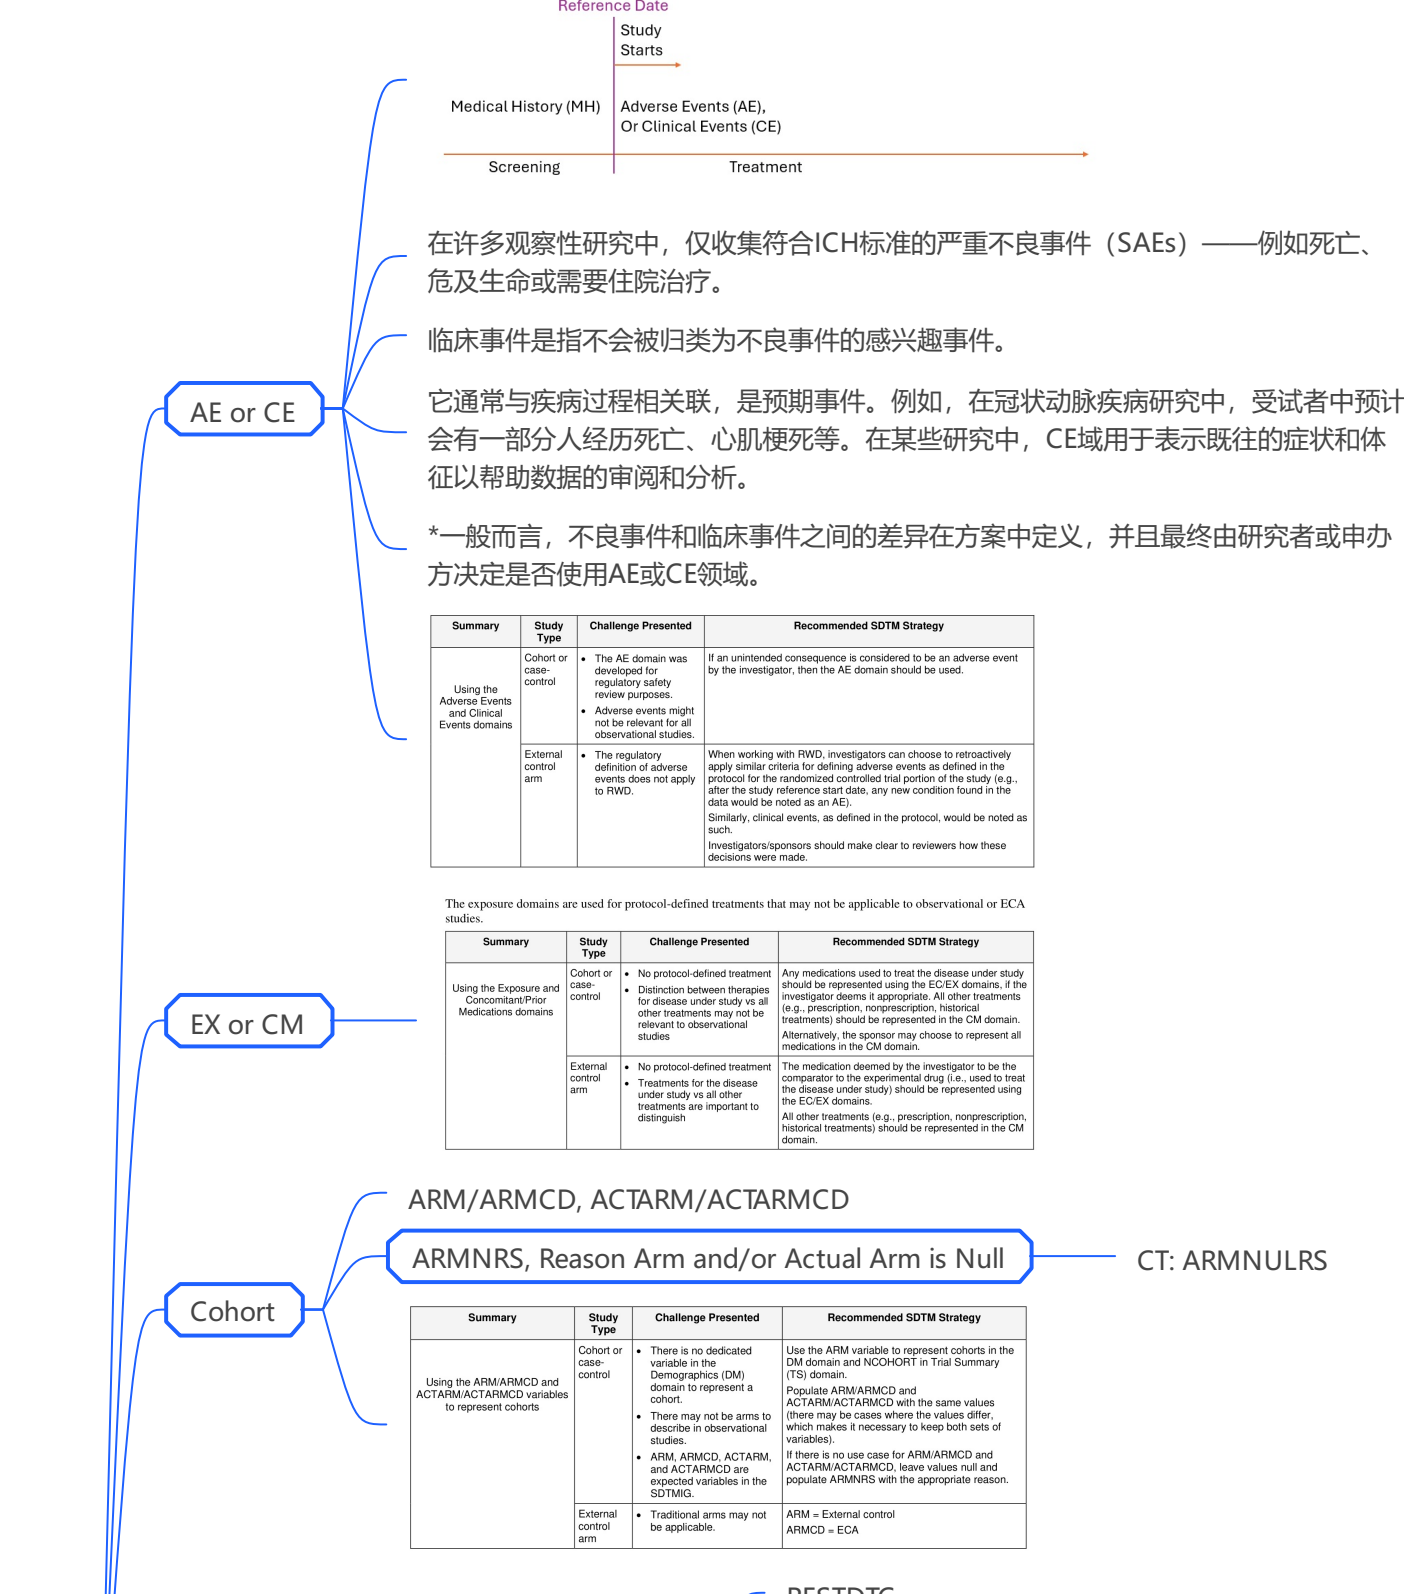 Reference Date
Study
Starts
Medical History (MH)
Adverse Events (AE),
Or Clinical Events (CE)
Screening
Treatment
AE or CE
在许多观察性研究中，仅收集符合ICH标准的严重不良事件（SAEs）——例如死亡、
危及生命或需要住院治疗。
临床事件是指不会被归类为不良事件的感兴趣事件。
它通常与疾病过程相关联，是预期事件。例如，在冠状动脉疾病研究中，受试者中预计
会有一部分人经历死亡、心肌梗死等。在某些研究中，CE域用于表示既往的症状和体
征以帮助数据的审阅和分析。
*一般而言，不良事件和临床事件之间的差异在方案中定义，并且最终由研究者或申办
方决定是否使用AE或CE领域。
Summary
Study
Type
Challenge Presented
Recommended SDTM Strategy
Using the
Adverse Events
and Clinical
Events domains
Cohort or
case-
control
• The AE domain was
developed for
regulatory safety
review purposes.
• Adverse events might
not be relevant for all
observational studies.
If an unintended consequence is considered to be an adverse event
by the investigator, then the AE domain should be used.
External
control
arm
• The regulatory
definition of adverse
events does not apply
to RWD.
When working with RWD, investigators can choose to retroactively
apply similar criteria for defining adverse events as defined in the
protocol for the randomized controlled trial portion of the study (e.g.,
after the study reference start date, any new condition found in the
data would be noted as an AE).
Similarly, clinical events, as defined in the protocol, would be noted as
such.
Investigators/sponsors should make clear to reviewers how these
decisions were made.
EX or CM
The exposure domains are used for protocol-defined treatments that may not be applicable to observational or ECA
studies.
Summary
Study
Type
Challenge Presented
Recommended SDTM Strategy
Using the Exposure and
Concomitant/Prior
Medications domains
Cohort or
case-
control
• No protocol-defined treatment
• Distinction between therapies
for disease under study vs all
other treatments may not be
relevant to observational
studies
Any medications used to treat the disease under study
should be represented using the EC/EX domains, if the
investigator deems it appropriate. All other treatments
(e.g., prescription, nonprescription, historical
treatments) should be represented in the CM domain.
Alternatively, the sponsor may choose to represent all
medications in the CM domain.
External
control
arm
• No protocol-defined treatment
• Treatments for the disease
under study vs all other
treatments are important to
distinguish
The medication deemed by the investigator to be the
comparator to the experimental drug (i.e., used to treat
the disease under study) should be represented using
the EC/EX domains.
All other treatments (e.g., prescription, nonprescription,
historical treatments) should be represented in the CM
domain.
Cohort
ARM/ARMCD, ACTARM/ACTARMCD
ARMNRS, Reason Arm and/or Actual Arm is Null
CT: ARMNULRS
Summary
Study
Type
Challenge Presented
Recommended SDTM Strategy
Using the ARM/ARMCD and
ACTARM/ACTARMCD variables
to represent cohorts
Cohort or
case-
control
• There is no dedicated
variable in the
Demographics (DM)
domain to represent a
cohort.
• There may not be arms to
describe in observational
studies.
• ARM, ARMCD, ACTARM,
and ACTARMCD are
expected variables in the
SDTMIG.
Use the ARM variable to represent cohorts in the
DM domain and NCOHORT in Trial Summary
(TS) domain.
Populate ARM/ARMCD and
ACTARM/ACTARMCD with the same values
(there may be cases where the values differ,
which makes it necessary to keep both sets of
variables).
If there is no use case for ARM/ARMCD and
ACTARM/ACTARMCD, leave values null and
populate ARMNRS with the appropriate reason.
External
control
arm
• Traditional arms may not
be applicable.
ARM = External control
ARMCD = ECA